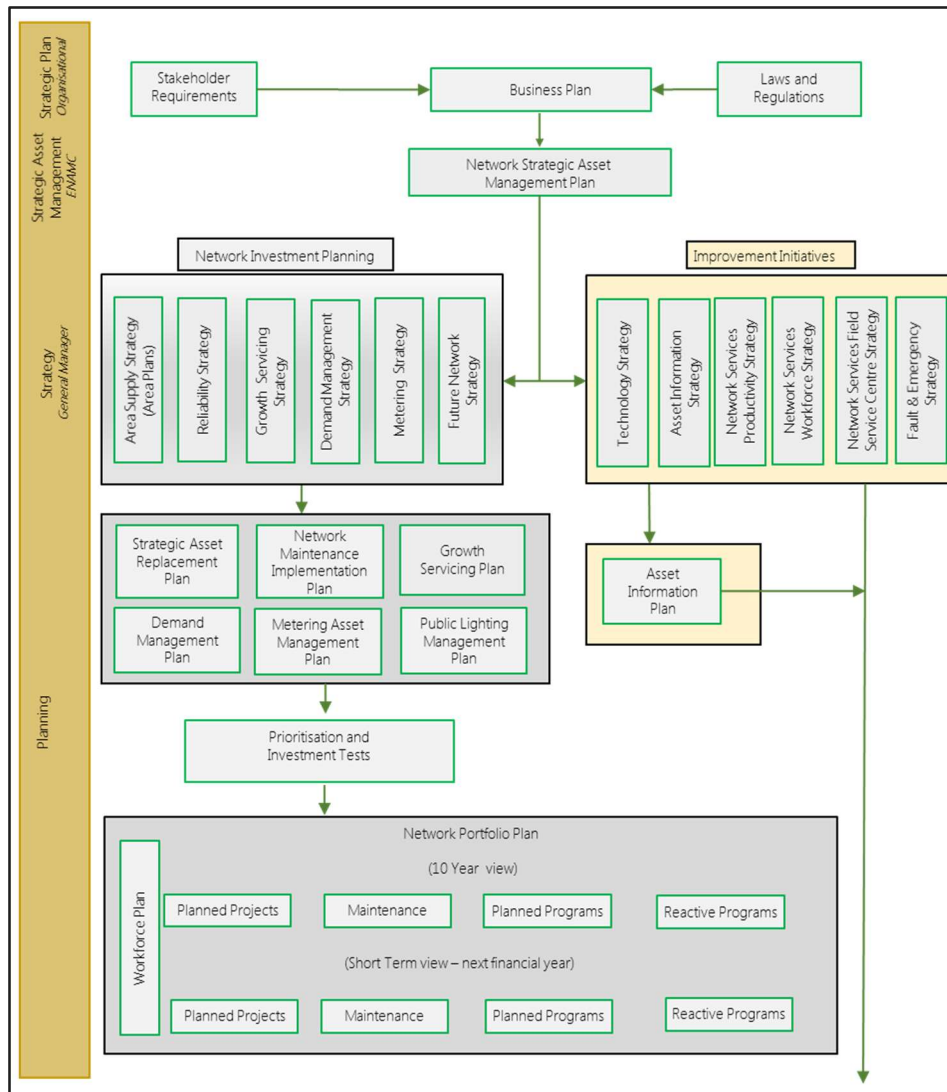 Strategic Plan
Organisational
Stakeholder
Requirements
Business Plan
Laws and
Regulations
Strategic Asset
Management
ENAMC
Network Strategic Asset
Management Plan
Network Investment Planning
Improvement Initiatives
Strategy
General Manager
Area Supply Strategy
(Area Plans)
Reliability Strategy
Growth Servicing
Strategy
Demand Management
Strategy
Metering Strategy
Future Network
Strategy
Technology Strategy
Asset Information
Strategy
Network Services
Productivity Strategy
Network Services
Workforce Strategy
Network Services Field
Service Centre Strategy
Fault & Emergency
Strategy
Planning
Strategic Asset
Replacement
Plan
Network
Maintenance
Implementation
Plan
Growth
Servicing Plan
Demand
Management
Plan
Metering Asset
Management
Plan
Public Lighting
Management
Plan
Asset
Information
Plan
Prioritisation and
Investment Tests
Network Portfolio Plan
(10 Year view)
Workforce Plan
Planned Projects
Maintenance
Planned Programs
Reactive Programs
(Short Term view – next financial year)
Planned Projects
Maintenance
Planned Programs
Reactive Programs